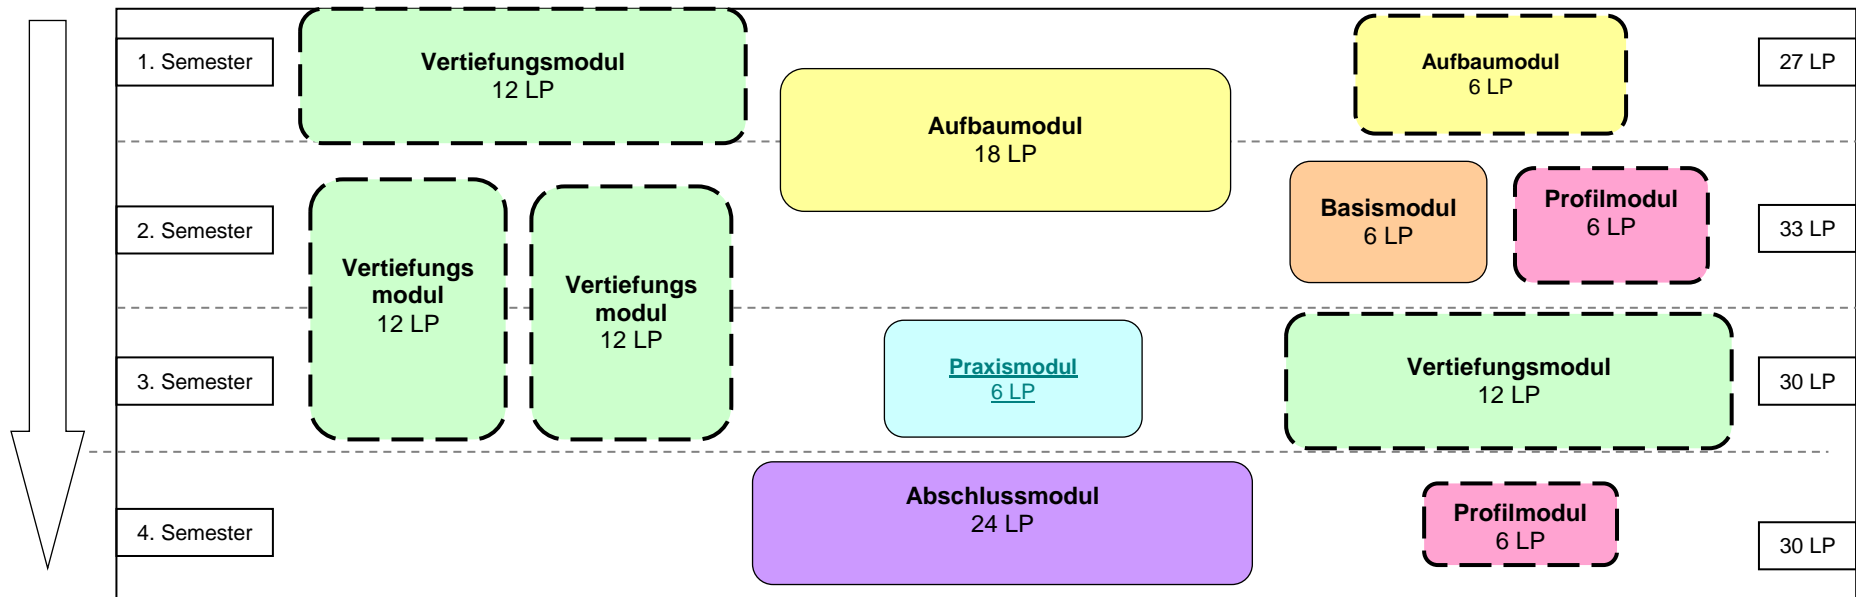 1. Semester
Vertiefungsmodul
12 LP
Aufbaumodul
18 LP
Aufbaumodul
6 LP
27 LP
2. Semester
Vertiefungs
modul
12 LP
Vertiefungs
modul
12 LP
Basismodul
6 LP
Profilmodul
6 LP
33 LP
3. Semester
Praxismodul
6 LP
Vertiefungsmodul
12 LP
30 LP
4. Semester
Abschlussmodul
24 LP
Profilmodul
6 LP
30 LP